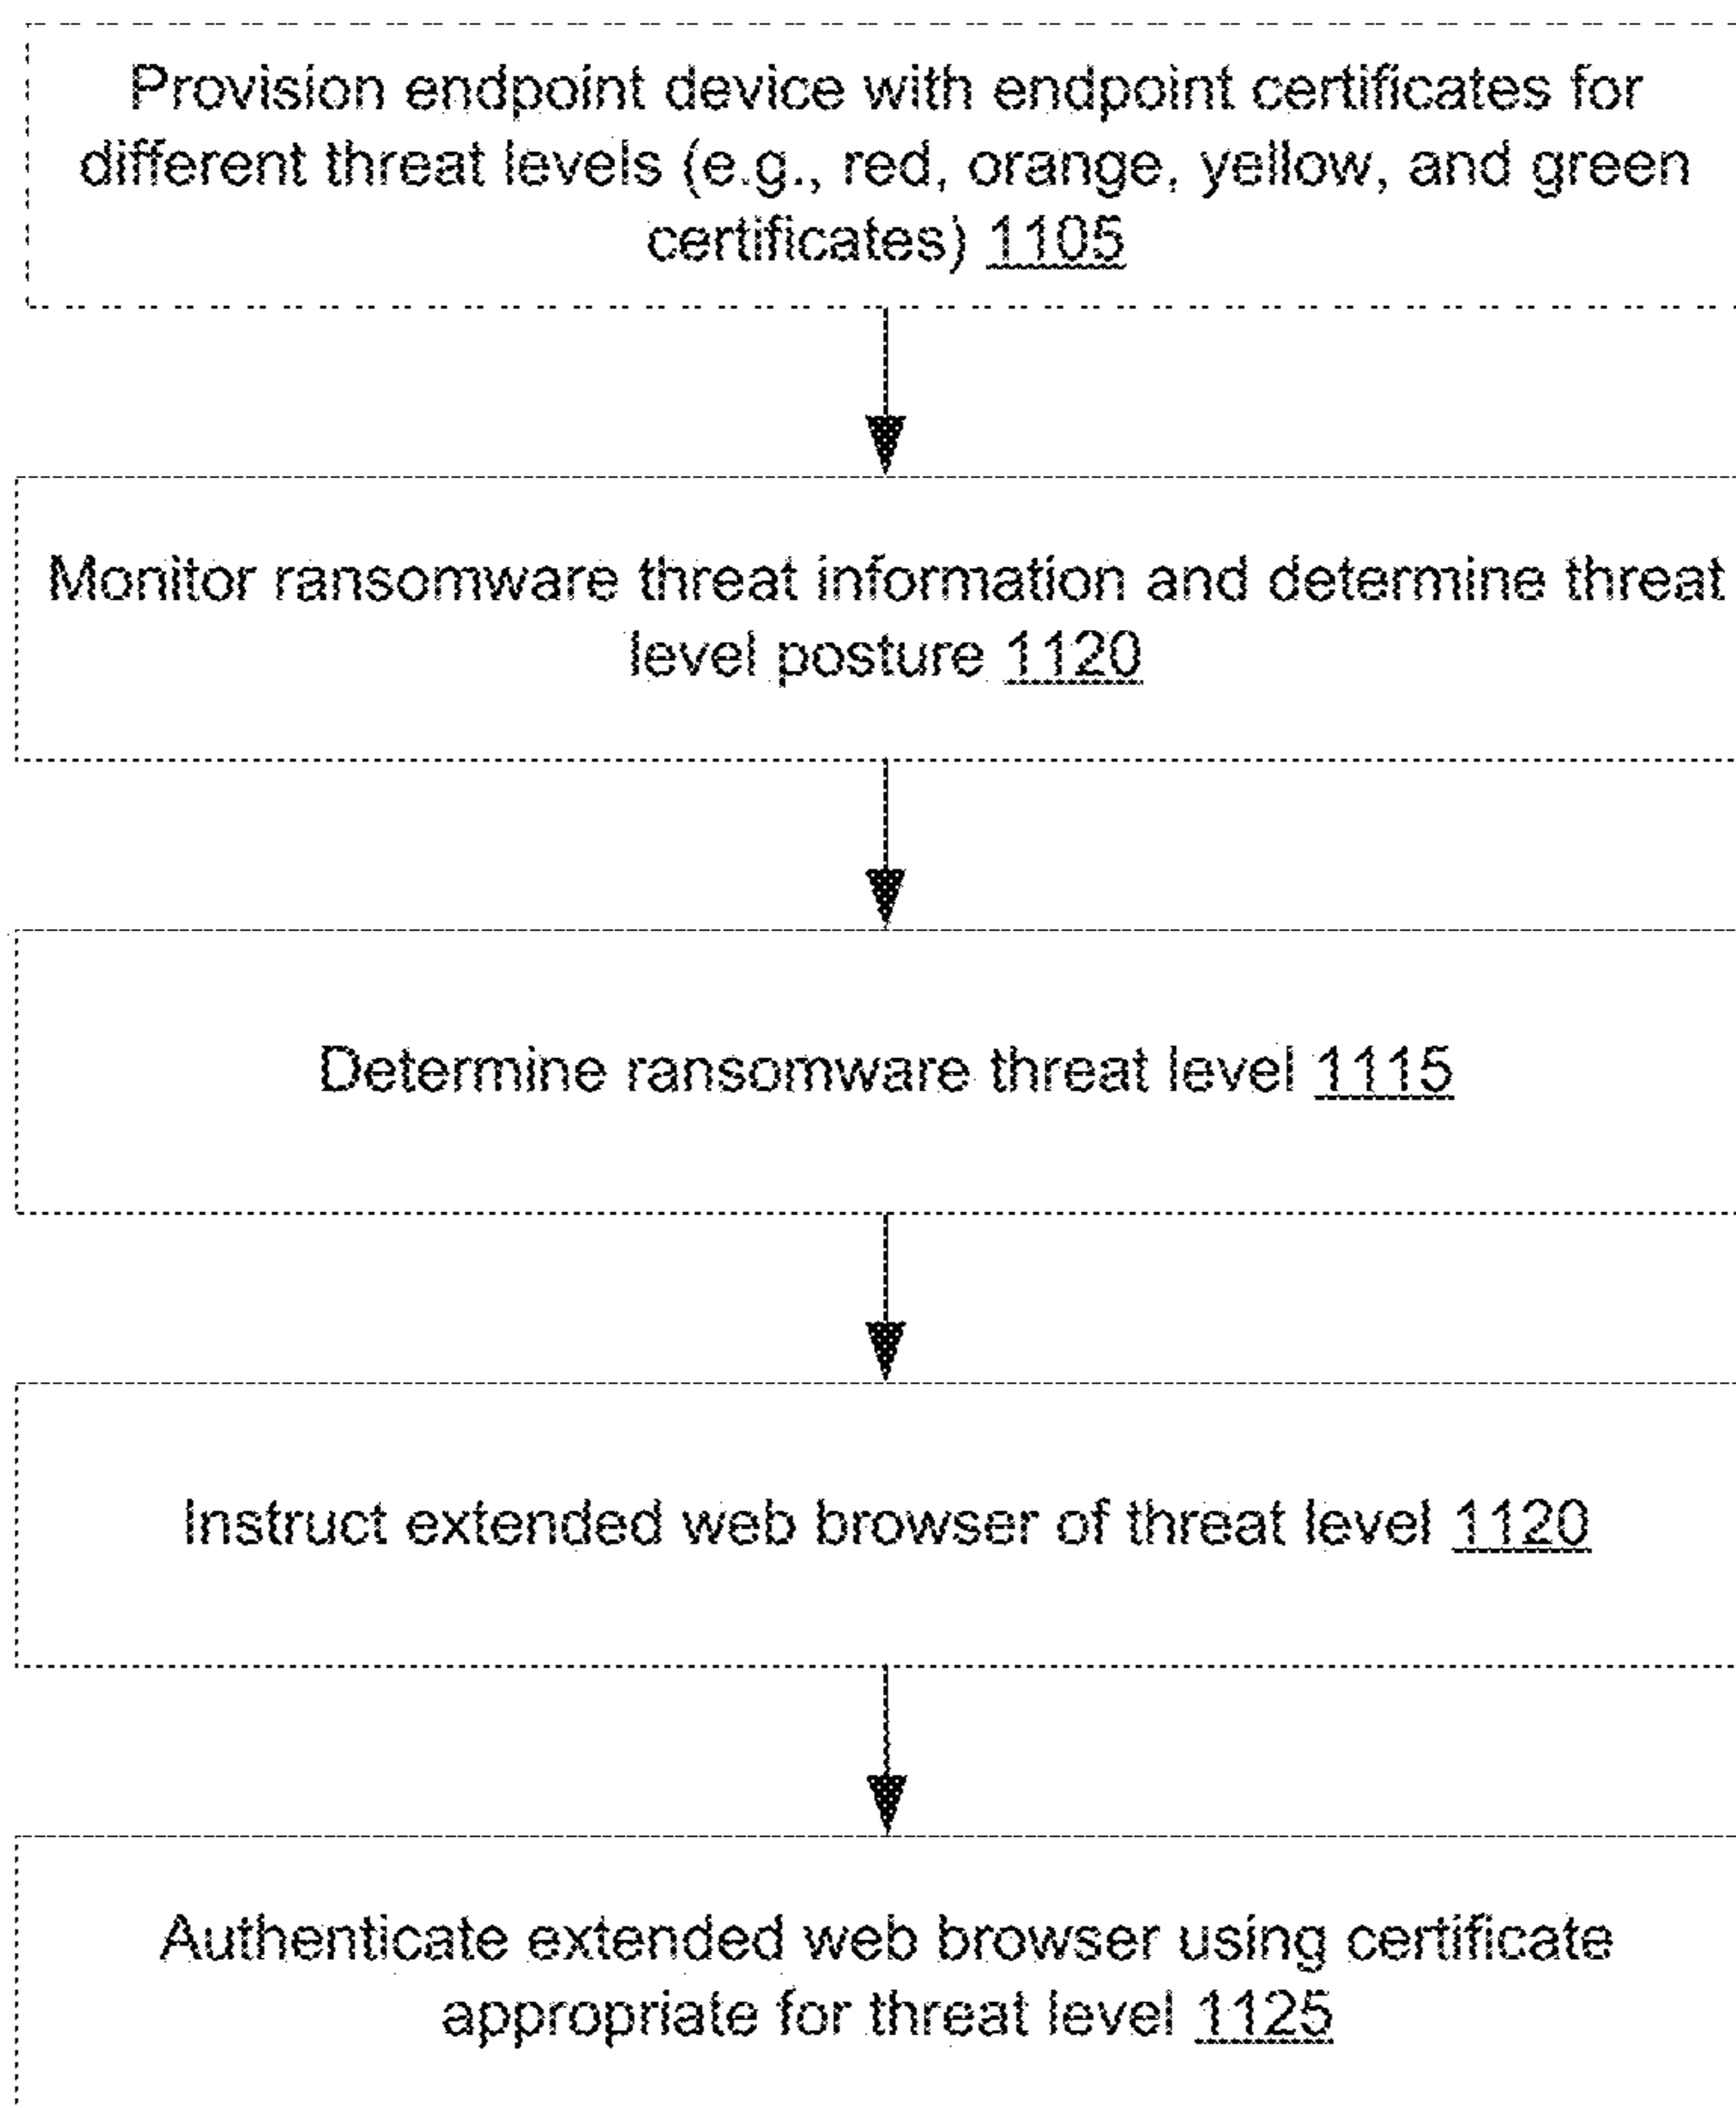 Provision endpoint device with endpoint certificates for
different threat levels (e.g., red, orange, yellow, and green
certificates) 1105
Monitor ransomware threat information and determine threat
level posture 1120
Determine ransomware threat level 1115
Instruct extended web browser of threat level 1120
Authenticate extended web browser using certificate
appropriate for threat level 1125